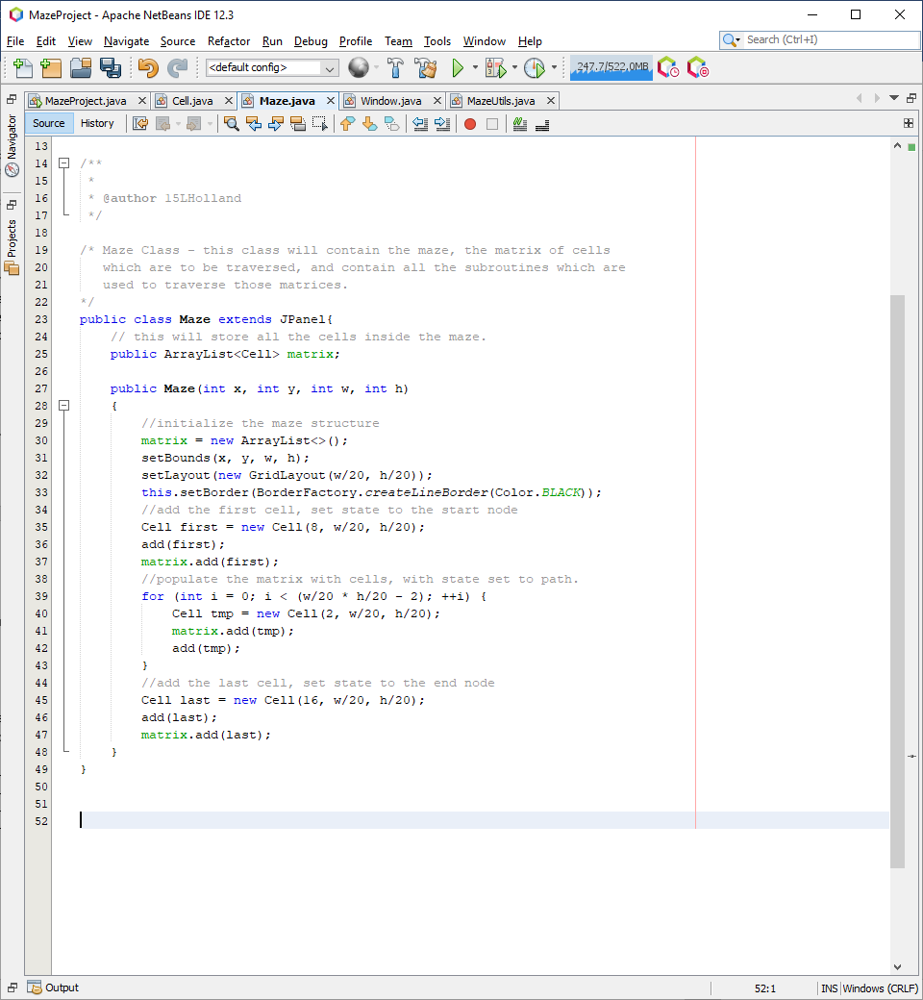 MazeProject - Apache NetBeans IDE 12.3
File Edit View Navigate Source Refactor Run Debug Profile Team Tools Window Help
Search (Ctrl+I)
<default config>
247.7/522.0MB
MazeProject.java Cell.java Maze.java Window.java MazeUtils.java
Source History
Navigator
Projects
13
14 /**
15 *
16 * @author 15LHolland
17 */
18
19 /* Maze Class - this class will contain the maze, the matrix of cells
20 which are to be traversed, and contain all the subroutines which are
21 used to traverse those matrices.
22 */
23 public class Maze extends JPanel{
24 // this will store all the cells inside the maze.
25 public ArrayList<Cell> matrix;
26
27 public Maze(int x, int y, int w, int h)
28 {
29 //initialize the maze structure
30 matrix = new ArrayList<>();
31 setBounds(x, y, w, h);
32 setLayout(new GridLayout(w/20, h/20));
33 this.setBorder(BorderFactory.createLineBorder(Color.BLACK));
34 //add the first cell, set state to the start node
35 Cell first = new Cell(8, w/20, h/20);
36 add(first);
37 matrix.add(first);
38 //populate the matrix with cells, with state set to path.
39 for (int i = 0; i < (w/20 * h/20 - 2); ++i) {
40 Cell tmp = new Cell(2, w/20, h/20);
41 matrix.add(tmp);
42 add(tmp);
43 }
44 //add the last cell, set state to the end node
45 Cell last = new Cell(16, w/20, h/20);
46 add(last);
47 matrix.add(last);
48 }
49 }
50
51
52
Output
52:1 INS Windows (CRLF)